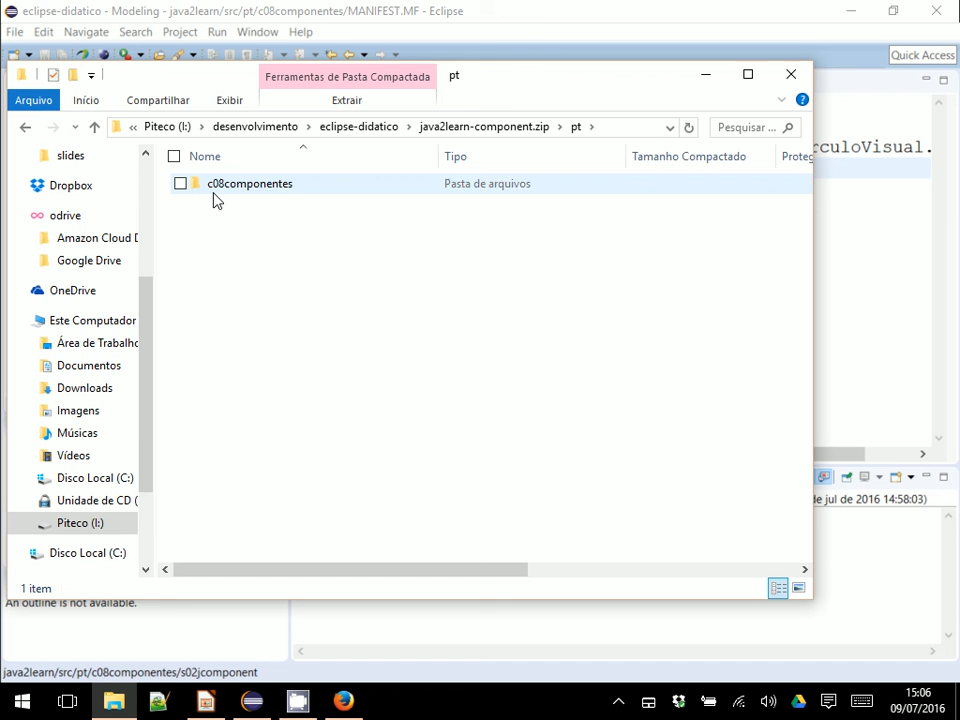 eclipse-didatico - Modeling - java2learn/src/pt/c08componentes/MANIFEST.MF - Eclipse
File Edit Navigate Search Project Run Window Help
Quick Access
Ferramentas de Pasta Compactada pt
Arquivo Início Compartilhar Exibir Extrair
« Piteco (I:) › desenvolvimento › eclipse-didatico › java2learn-component.zip › pt ›
Pesquisar ...
Nome Tipo Tamanho Compactado Proteg
c08componentes Pasta de arquivos
rculoVisual.
slides
Dropbox
odrive
Amazon Cloud D
Google Drive
OneDrive
Este Computador
Área de Trabalho
Documentos
Downloads
Imagens
Músicas
Vídeos
Disco Local (C:)
Unidade de CD (
Piteco (I:)
Disco Local (C:)
de jul de 2016 14:58:03)
1 item
An outline is not available.
java2learn/src/pt/c08componentes/s02jcomponent
15:06
09/07/2016